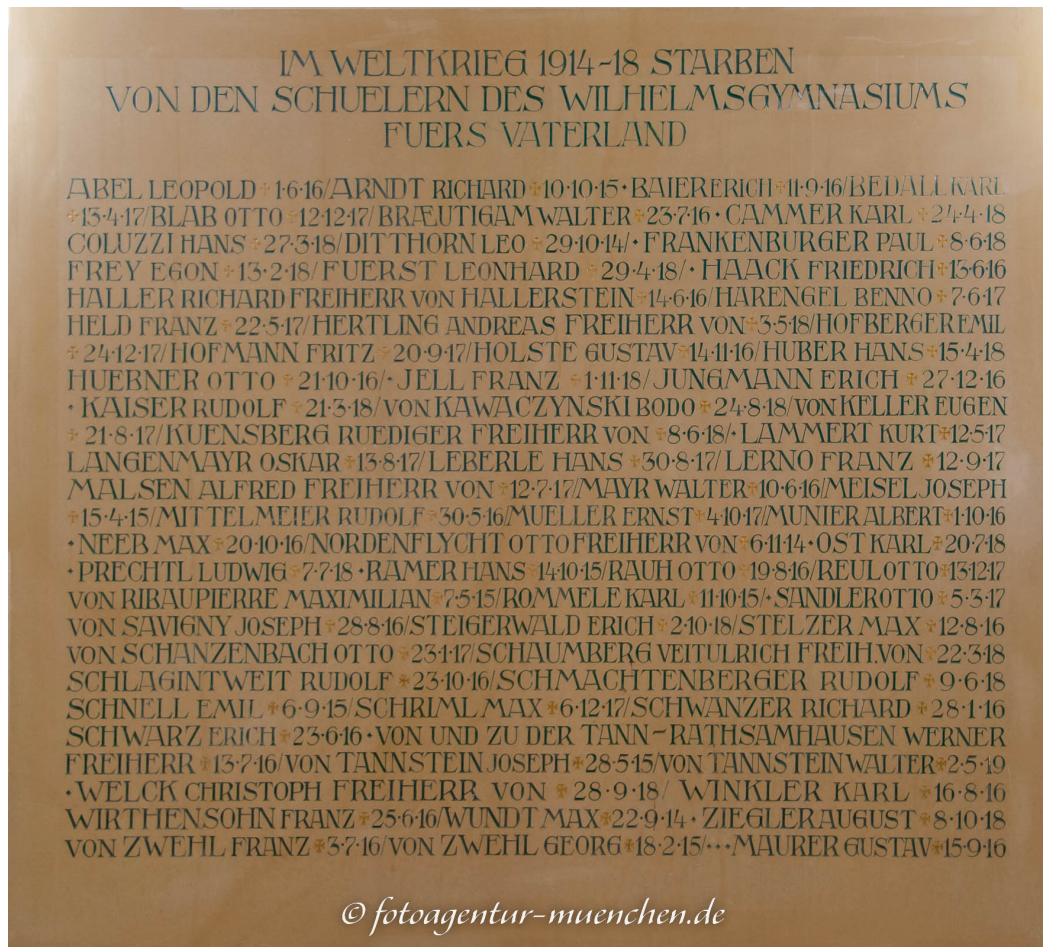 IM WELTKRIEG 1914-18 STARBEN
VON DEN SCHUELERN DES WILHELMSGYMNASIUMS
FUERS VATERLAND
ABEL LEOPOLD ✠ 1·6·16/ARNDT RICHARD ✠ 10·10·15·BAIER ERICH ✠ 11·9·16/BEDALL KARL
✠ 13·4·17/BLAB OTTO ✠ 12·12·17/BRÆUTIGAM WALTER ✠ 23·7·16·CAMMER KARL ✠ 24·4·18
COLUZZI HANS ✠ 27·3·18/DITTHORN LEO ✠ 29·10·14/·FRANKENBURGER PAUL ✠ 8·6·18
FREY EGON ✠ 13·2·18/FUERST LEONHARD ✠ 29·4·18/·HAACK FRIEDRICH ✠ 13·6·16
HALLER RICHARD FREIHERR VON HALLERSTEIN ✠ 14·6·16/HARENGEL BENNO ✠ 7·6·17
HELD FRANZ ✠ 22·5·17/HERTLING ANDREAS FREIHERR VON ✠ 3·5·18/HOFBERGER EMIL
✠ 24·12·17/HOFMANN FRITZ ✠ 20·9·17/HOLSTE GUSTAV ✠ 14·11·16/HUBER HANS ✠ 15·4·18
HUEBNER OTTO ✠ 21·10·16/·JELL FRANZ ✠ 1·11·18/JUNGMANN ERICH ✠ 27·12·16
·KAISER RUDOLF ✠ 21·3·18/VON KAWACZYNSKI BODO ✠ 24·8·18/VON KELLER EUGEN
✠ 21·8·17/KUENSBERG RUEDIGER FREIHERR VON ✠ 8·6·18/·LAMMERT KURT ✠ 12·5·17
LANGENMAYR OSKAR ✠ 13·8·17/LEBERLE HANS ✠ 30·8·17/LERNO FRANZ ✠ 12·9·17
MALSEN ALFRED FREIHERR VON ✠ 12·7·17/MAYR WALTER ✠ 10·6·16/MEISEL JOSEPH
✠ 15·4·15/MITTELMEIER RUDOLF ✠ 30·5·16/MUELLER ERNST ✠ 4·10·17/MUNIER ALBERT ✠ 1·10·16
·NEEB MAX ✠ 20·10·16/NORDENFLYCHT OTTO FREIHERR VON ✠ 6·11·14·OST KARL ✠ 20·7·18
·PRECHTL LUDWIG ✠ 7·7·18·RAMER HANS ✠ 14·10·15/RAUH OTTO ✠ 19·8·16/REUL OTTO ✠ 13·12·17
VON RIBAUPIERRE MAXIMILIAN ✠ 7·5·15/ROMMELE KARL ✠ 11·10·15/·SANDLER OTTO ✠ 5·3·17
VON SAVIGNY JOSEPH ✠ 28·8·16/STEIGERWALD ERICH ✠ 2·10·18/STELZER MAX ✠ 12·8·16
VON SCHANZENBACH OTTO ✠ 23·1·17/SCHAUMBERG VEIT ULRICH FREIH. VON ✠ 22·3·18
SCHLAGINTWEIT RUDOLF ✠ 23·10·16/SCHMACHTENBERGER RUDOLF ✠ 9·6·18
SCHNELL EMIL ✠ 6·9·15/SCHRIML MAX ✠ 6·12·17/SCHWANZER RICHARD ✠ 28·1·16
SCHWARZ ERICH ✠ 23·6·16·VON UND ZU DER TANN-RATHSAMHAUSEN WERNER
FREIHERR ✠ 13·7·16/VON TANNSTEIN JOSEPH ✠ 28·5·15/VON TANNSTEIN WALTER ✠ 2·5·19
·WELCK CHRISTOPH FREIHERR VON ✠ 28·9·18/ WINKLER KARL ✠ 16·8·16
WIRTHENSOHN FRANZ ✠ 25·6·16/WUNDT MAX ✠ 22·9·14·ZIEGLER AUGUST ✠ 8·10·18
VON ZWEHL FRANZ ✠ 3·7·16/VON ZWEHL GEORG ✠ 18·2·15/···MAURER GUSTAV ✠ 15·9·16
© fotoagentur-muenchen.de